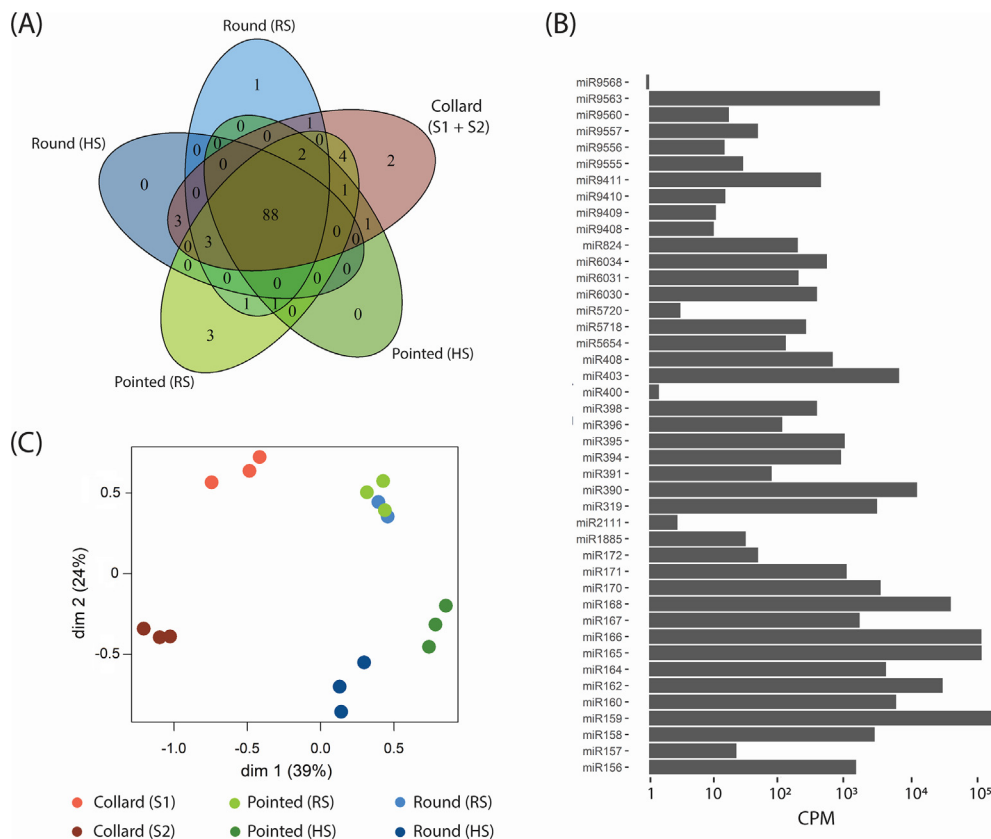 (A)
Round (RS)
Collard
(S1 + S2)
Round (HS)
Pointed (RS)
Pointed (HS)
1
1
0
0
0
0
2
4
2
0
0
0
0
1
3
88
1
3
0
0
0
0
0
0
0
1
1
0
0
3
(B)
miR9568
miR9563
miR9560
miR9557
miR9556
miR9555
miR9411
miR9410
miR9409
miR9408
miR824
miR6034
miR6031
miR6030
miR5720
miR5718
miR5654
miR408
miR403
miR400
miR398
miR396
miR395
miR394
miR391
miR390
miR319
miR2111
miR1885
miR172
miR171
miR170
miR168
miR167
miR166
miR165
miR164
miR162
miR160
miR159
miR158
miR157
miR156
1 10 10² 10³ 10⁴ 10⁵
CPM
(C)
0.5
0
-0.5
dim 2 (24%)
-1.0 -0.5 0.0 0.5
dim 1 (39%)
Collard (S1) Pointed (RS) Round (RS)
Collard (S2) Pointed (HS) Round (HS)